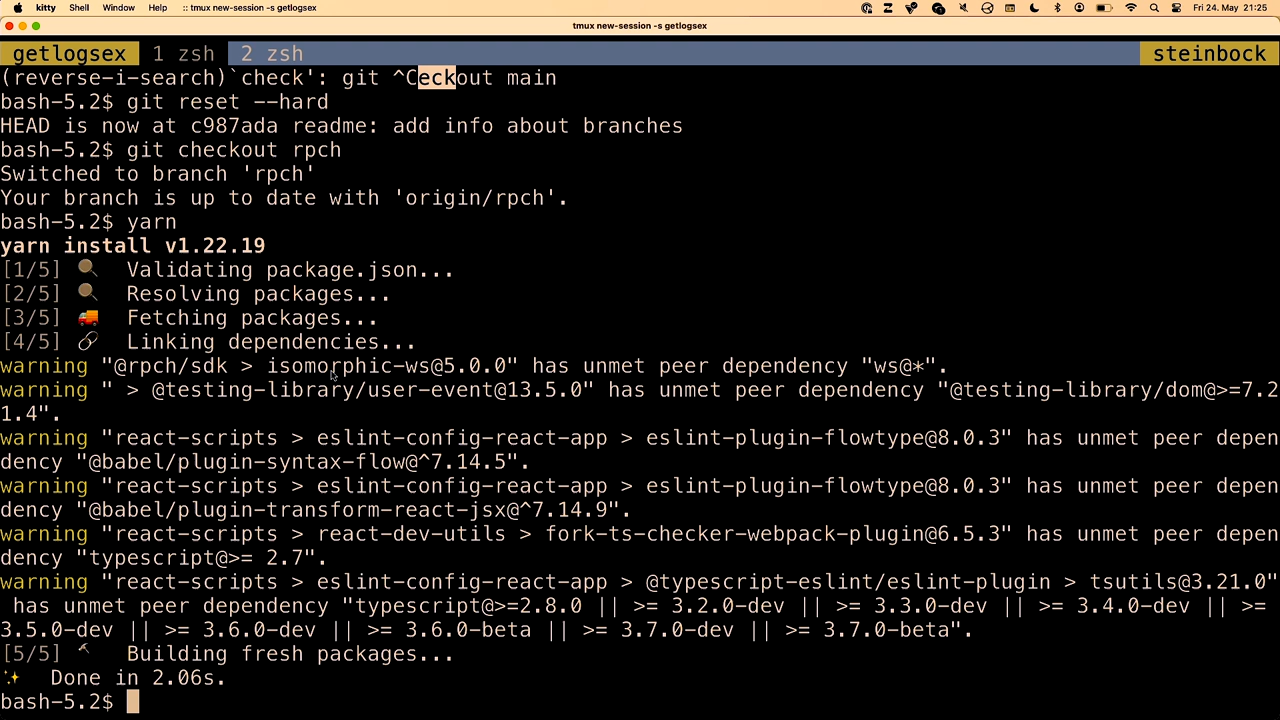 kitty Shell Window Help :: tmux new-session -s getlogsex Fri 24. May 21:25
tmux new-session -s getlogsex
getlogsex 1 zsh 2 zsh steinbock
(reverse-i-search)`check': git ^Ceckout main
bash-5.2$ git reset --hard
HEAD is now at c987ada readme: add info about branches
bash-5.2$ git checkout rpch
Switched to branch 'rpch'
Your branch is up to date with 'origin/rpch'.
bash-5.2$ yarn
yarn install v1.22.19
[1/5] 🔍 Validating package.json...
[2/5] 🔍 Resolving packages...
[3/5] 🚚 Fetching packages...
[4/5] 🔗 Linking dependencies...
warning "@rpch/sdk > isomorphic-ws@5.0.0" has unmet peer dependency "ws@*".
warning " > @testing-library/user-event@13.5.0" has unmet peer dependency "@testing-library/dom@>=7.2
1.4".
warning "react-scripts > eslint-config-react-app > eslint-plugin-flowtype@8.0.3" has unmet peer depen
dency "@babel/plugin-syntax-flow@^7.14.5".
warning "react-scripts > eslint-config-react-app > eslint-plugin-flowtype@8.0.3" has unmet peer depen
dency "@babel/plugin-transform-react-jsx@^7.14.9".
warning "react-scripts > react-dev-utils > fork-ts-checker-webpack-plugin@6.5.3" has unmet peer depen
dency "typescript@>= 2.7".
warning "react-scripts > eslint-config-react-app > @typescript-eslint/eslint-plugin > tsutils@3.21.0"
 has unmet peer dependency "typescript@>=2.8.0 || >= 3.2.0-dev || >= 3.3.0-dev || >= 3.4.0-dev || >=
3.5.0-dev || >= 3.6.0-dev || >= 3.6.0-beta || >= 3.7.0-dev || >= 3.7.0-beta".
[5/5] 🔨 Building fresh packages...
✨ Done in 2.06s.
bash-5.2$